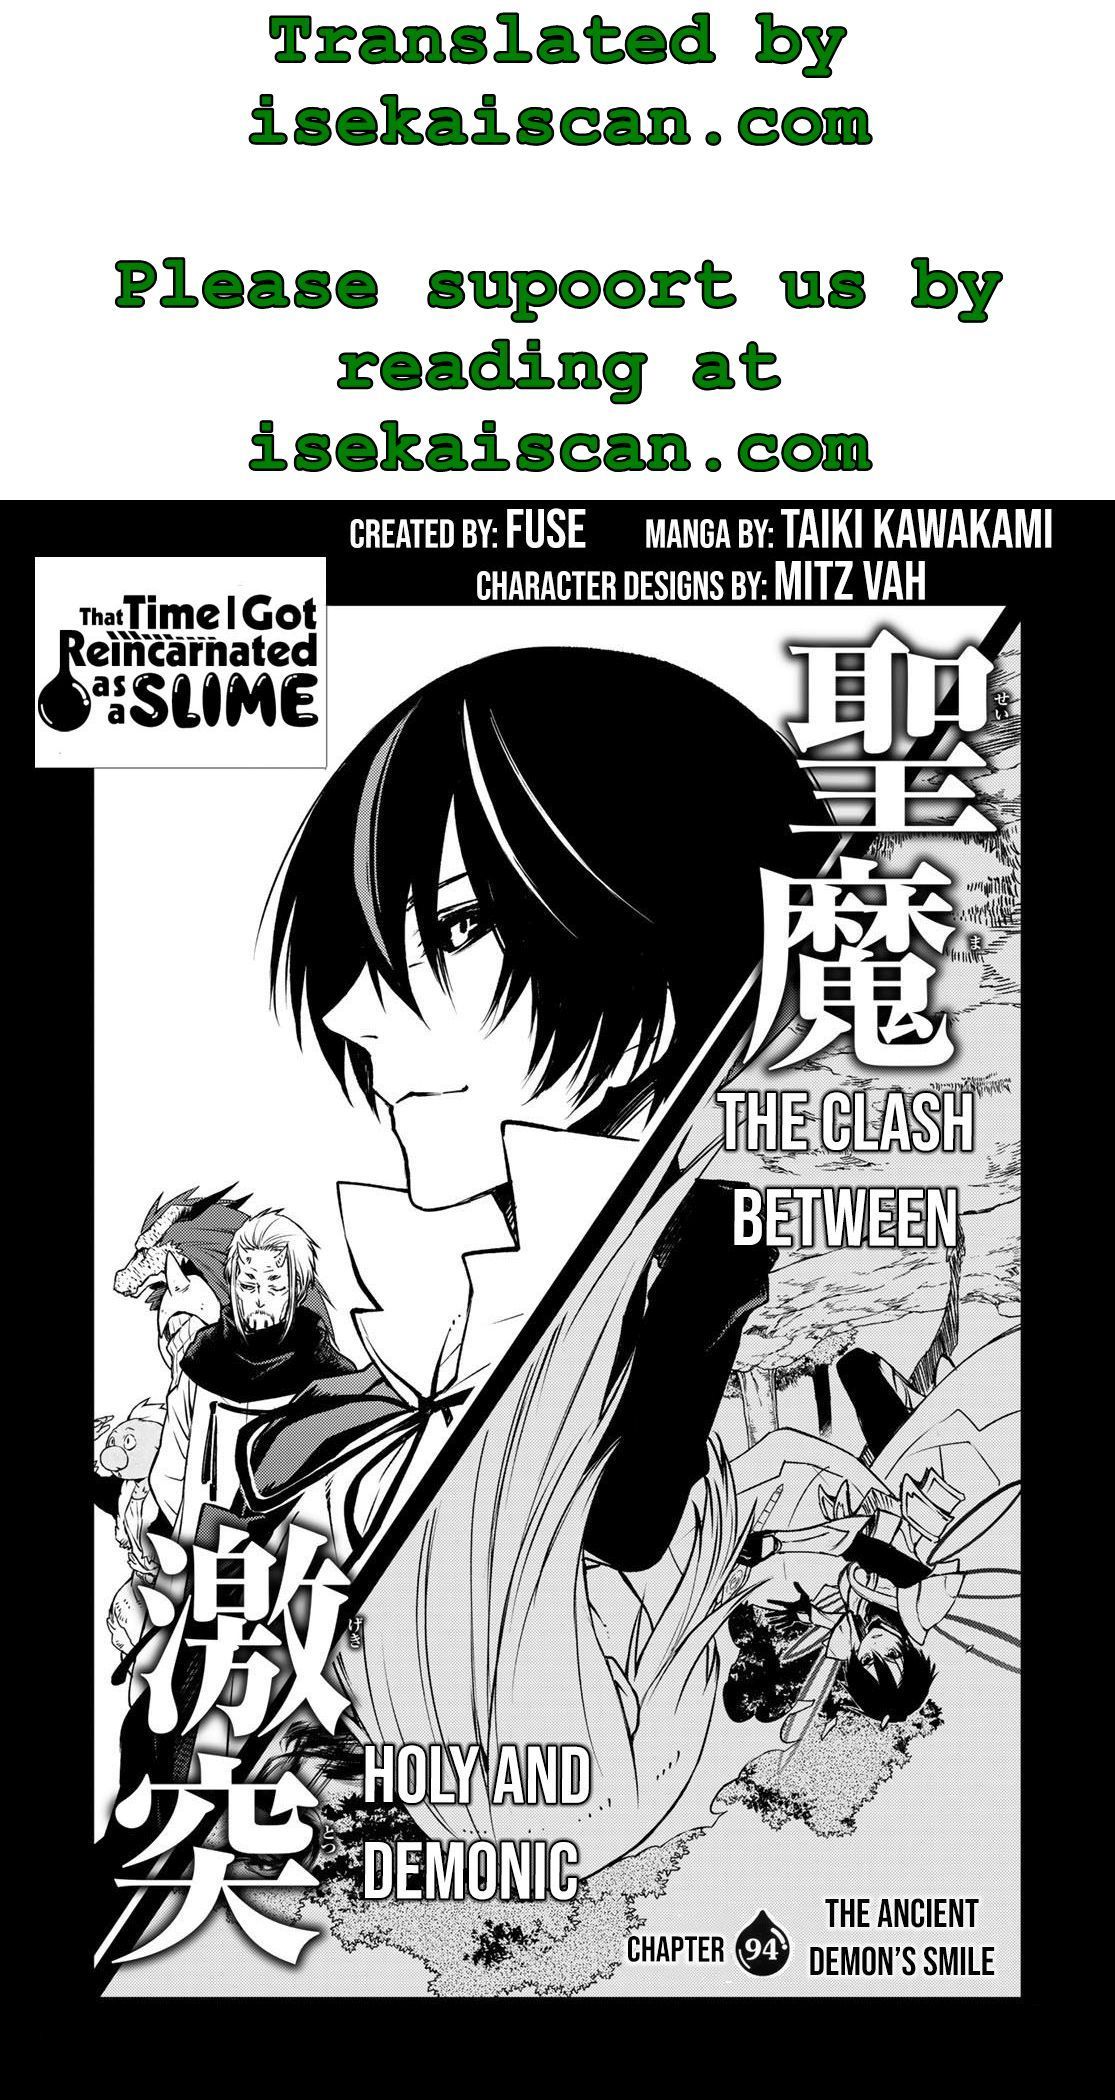 Translated by
isekaiscan.com
Please supoort us by
reading at
isekaiscan.com
CREATED BY: FUSE MANGA BY: TAIKI KAWAKAMI
CHARACTER DESIGNS BY: MITZ VAH
That Time I Got
Reincarnated
as
a SLIME
聖魔
せい
ま
THE CLASH
BETWEEN
激突
げき
とつ
HOLY AND
DEMONIC
CHAPTER 94
THE ANCIENT
DEMON'S SMILE